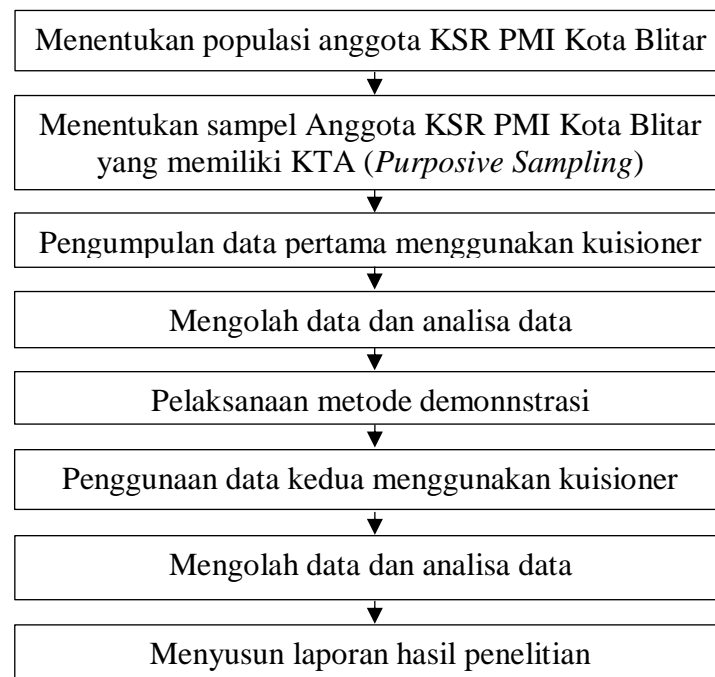 Menentukan populasi anggota KSR PMI Kota Blitar
Menentukan sampel Anggota KSR PMI Kota Blitar
yang memiliki KTA (Purposive Sampling)
Pengumpulan data pertama menggunakan kuisioner
Mengolah data dan analisa data
Pelaksanaan metode demonnstrasi
Penggunaan data kedua menggunakan kuisioner
Mengolah data dan analisa data
Menyusun laporan hasil penelitian